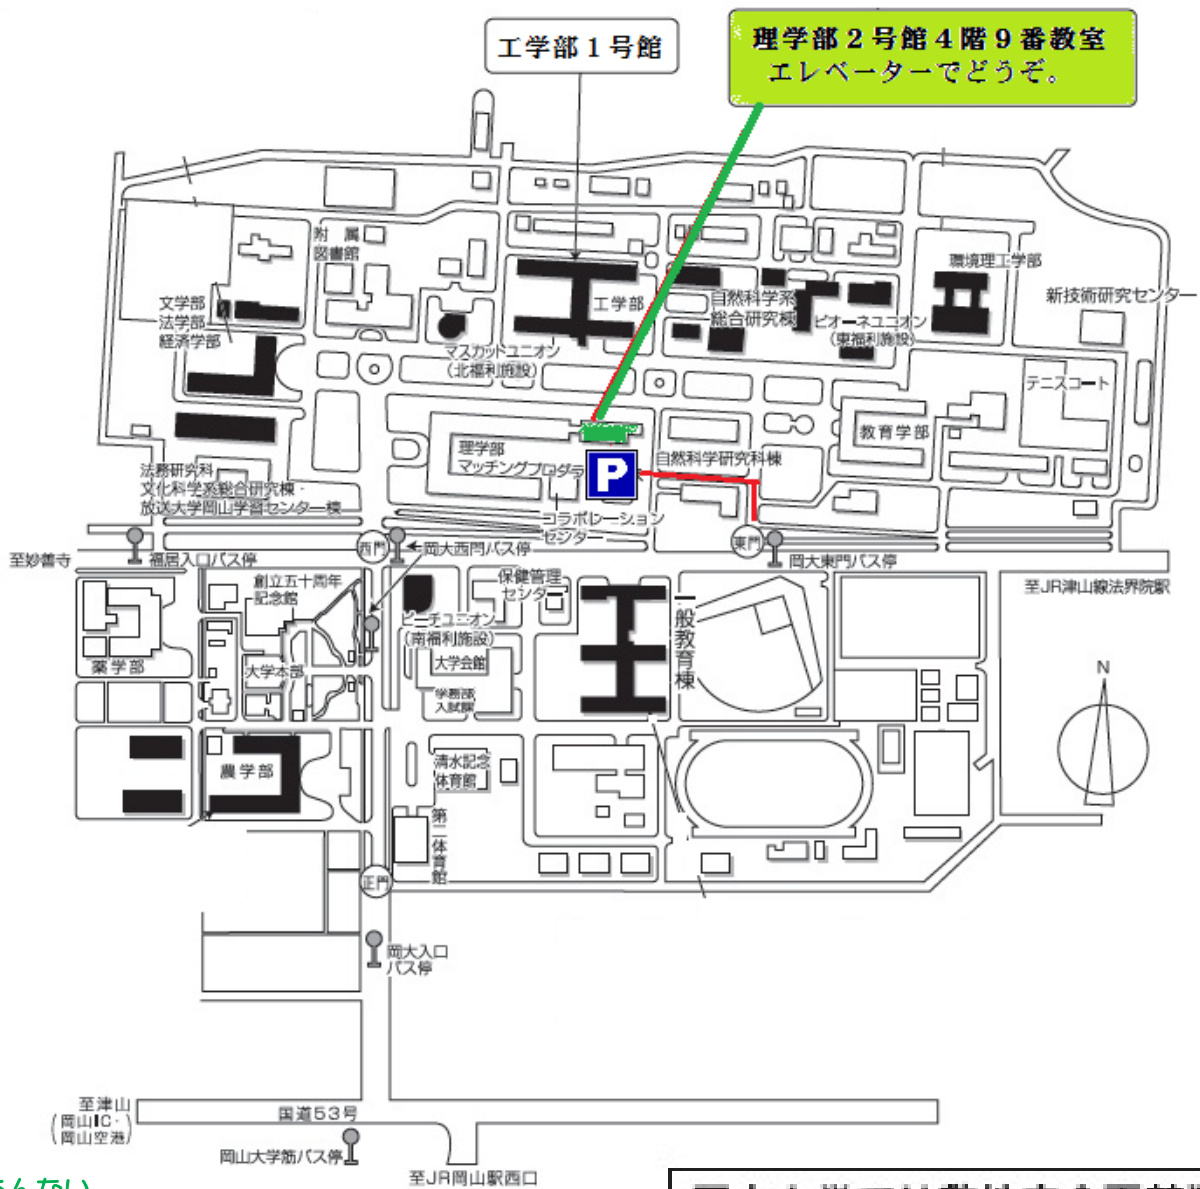 工学部１号館
理学部２号館４階９番教室
エレベーターでどうぞ。
附属
図書館
環境理工学部
新技術研究センター
文学部
法学部
経済学部
工学部
自然科学系
総合研究棟
ピオーネユニオン
(東福利施設)
マスカットユニオン
(北福利施設)
テニスコート
教育学部
理学部
マッチングプログラ
P
自然科学研究科棟
法務研究科
文化科学系総合研究棟・
放送大学岡山学習センター棟
コラボレーション
センター
西門
東門
至妙善寺
福居入口バス停
岡大西門バス停
岡大東門バス停
至JR津山線法界院駅
創立五十周年
記念館
保健管理
センター
ピーチユニオン
(南福利施設)
一般教育棟
薬学部
大学本部
大学会館
学務部
入試課
N
農学部
清水記念
体育館
第二体育館
正門
岡大入口
バス停
至津山
(岡山IC・
岡山空港)
国道53号
岡山大学筋バス停
至JR岡山駅西口